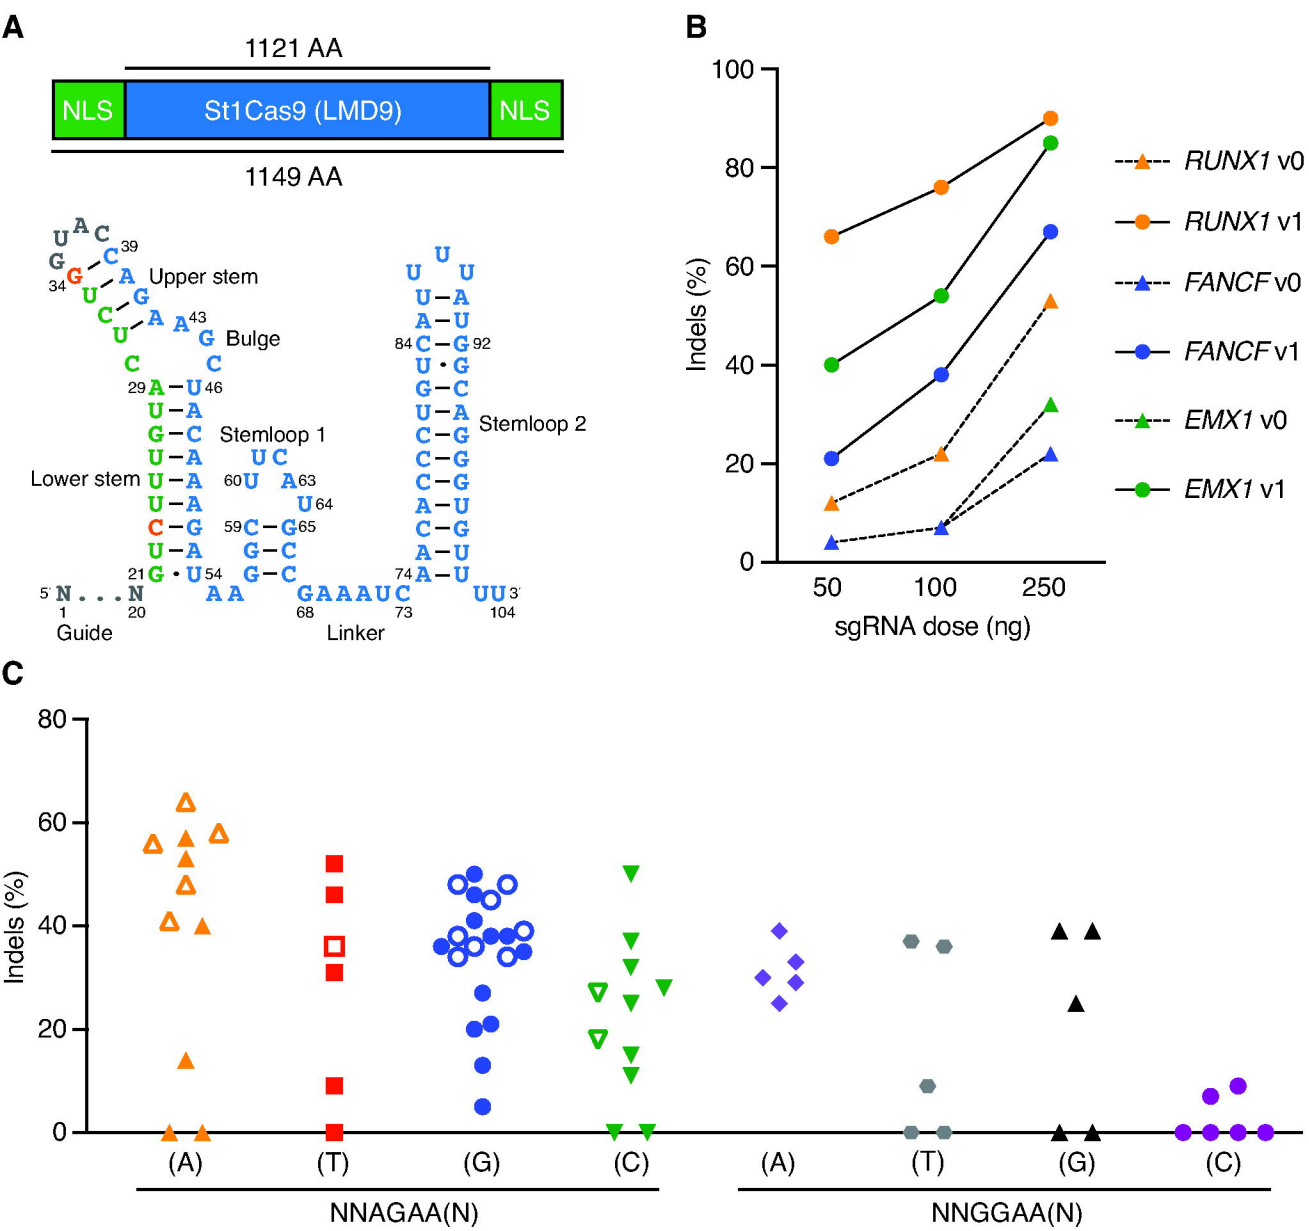 A
1121 AA
NLS St1Cas9 (LMD9) NLS
1149 AA
U A C
G
34 G C 39
U A Upper stem
C G
U A A 43 G Bulge
C C
29 A U 46
U A
G C
U A
U A
U A
C G
U A
21 G U 54
Lower stem
5′ N...N
1 20
Guide
A A
Stemloop 1
U C
60 U A 63
U 64
59 C G 65
G C
G C
G A A A U C
68 73
Linker
U
U U
U A
A U
84 C G 92
U G
G C
U A
C G
C G
C G
A U
C G
A U
74 A U
Stemloop 2
U U 3′
104
B
100
80
60
40
20
0
Indels (%)
50 100 250
sgRNA dose (ng)
RUNX1 v0
RUNX1 v1
FANCF v0
FANCF v1
EMX1 v0
EMX1 v1
C
80
60
40
20
0
Indels (%)
(A) (T) (G) (C) (A) (T) (G) (C)
NNAGAA(N) NNGGAA(N)